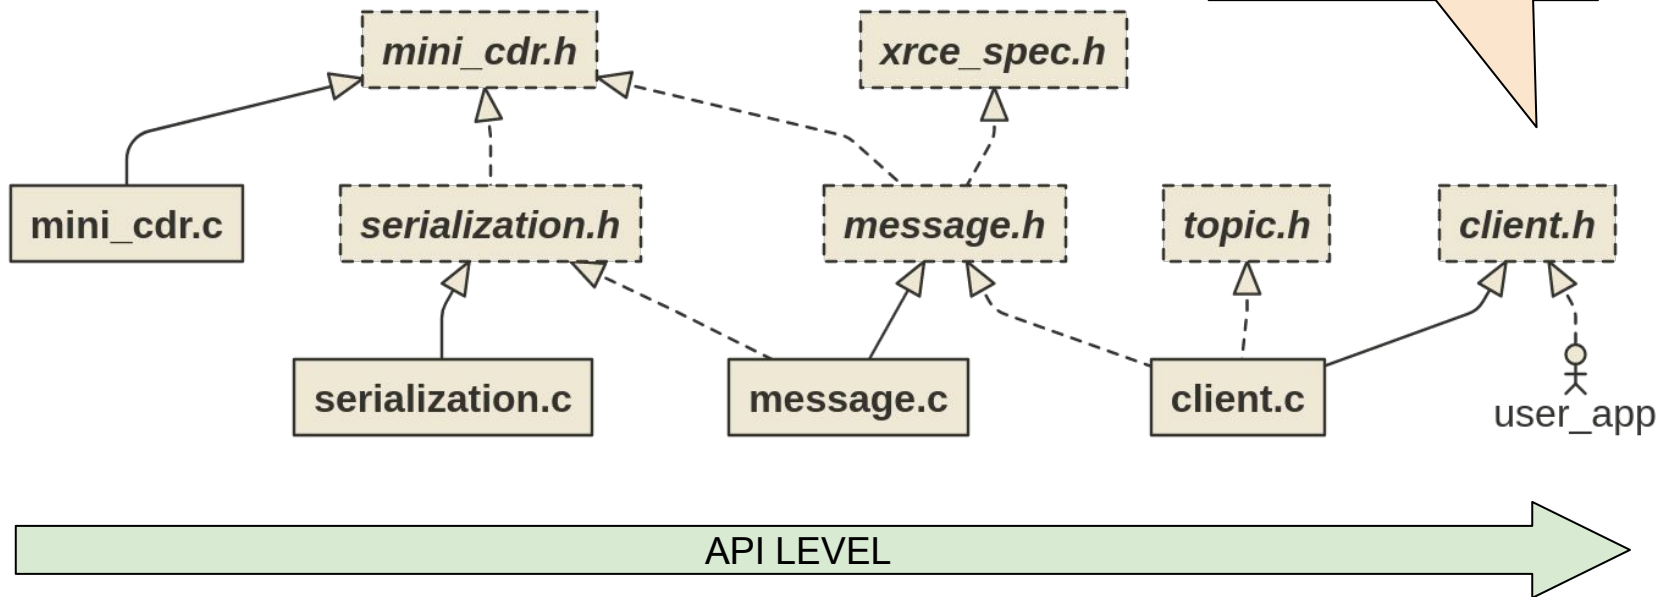 mini_cdr.h
xrce_spec.h
mini_cdr.c
serialization.h
message.h
topic.h
client.h
serialization.c
message.c
client.c
user_app
API LEVEL